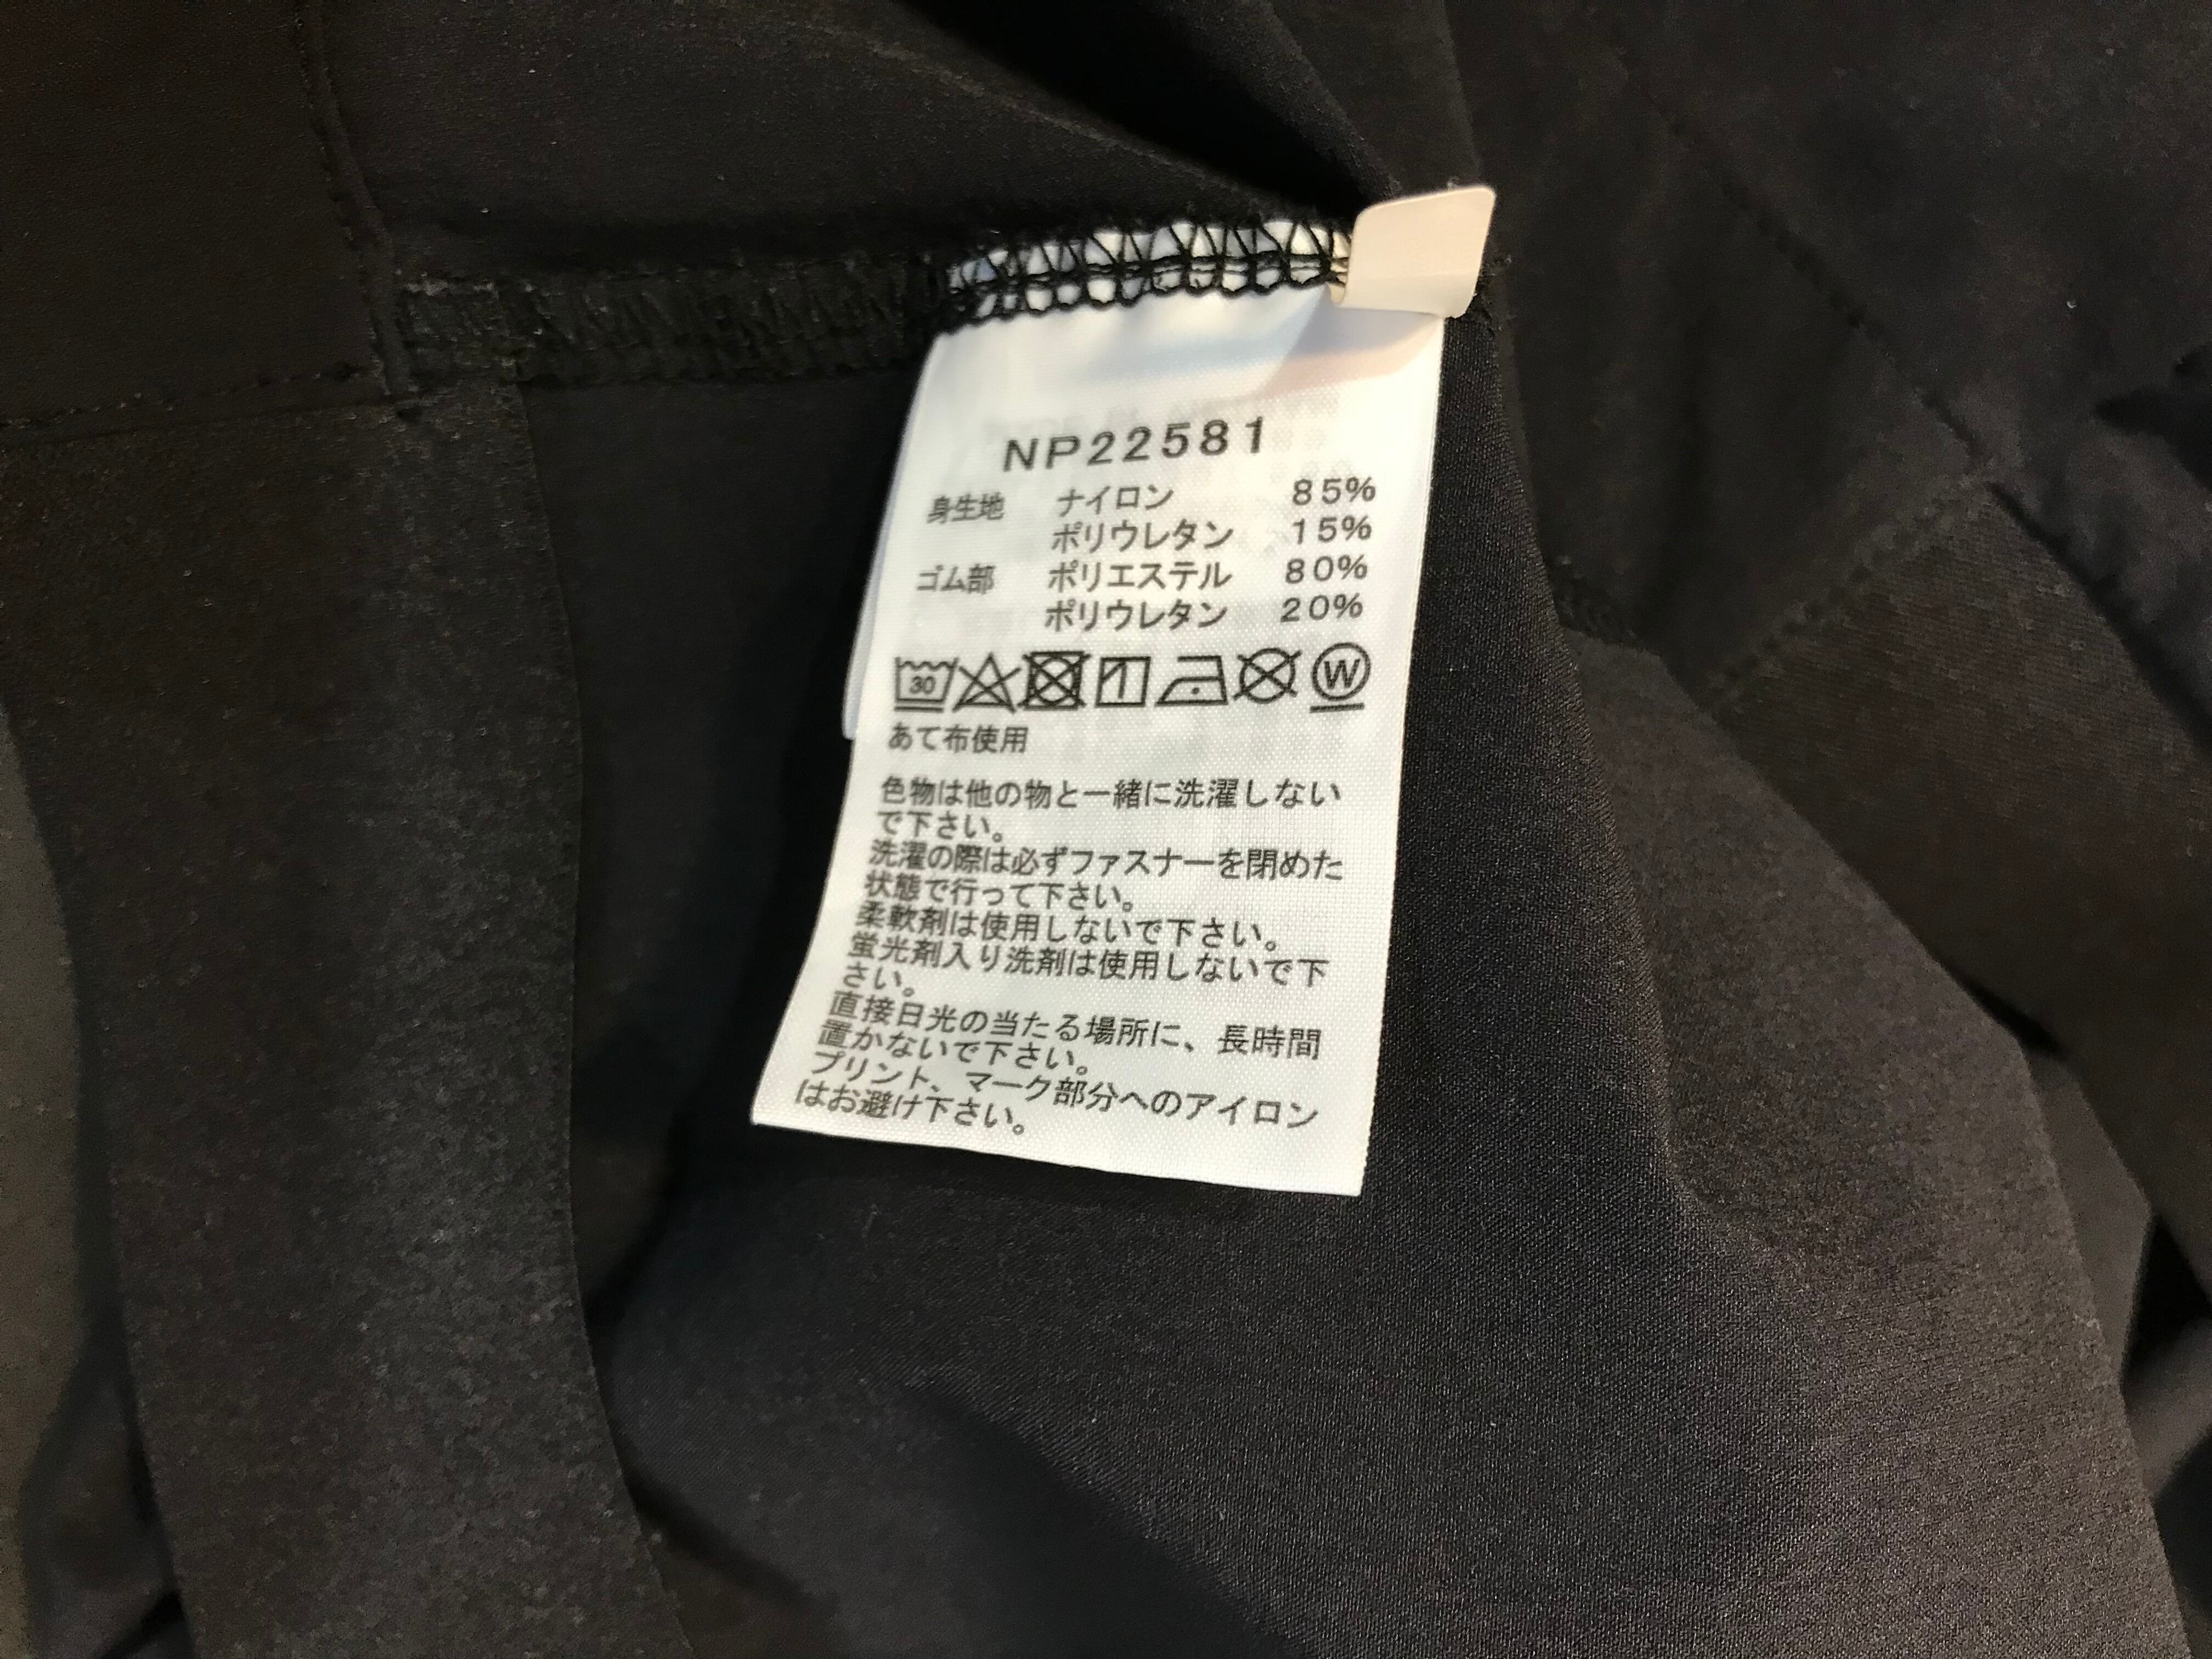 NP22581
身生地 ナイロン 85%
ポリウレタン 15%
ゴム部 ポリエステル 80%
ポリウレタン 20%
30 W
あて布使用
色物は他の物と一緒に洗濯しない
で下さい。
洗濯の際は必ずファスナーを閉めた
状態で行って下さい。
柔軟剤は使用しないで下さい。
蛍光剤入り洗剤は使用しないで下
さい。
直接日光の当たる場所に、長時間
置かないで下さい。
プリント、マーク部分へのアイロン
はお避け下さい。